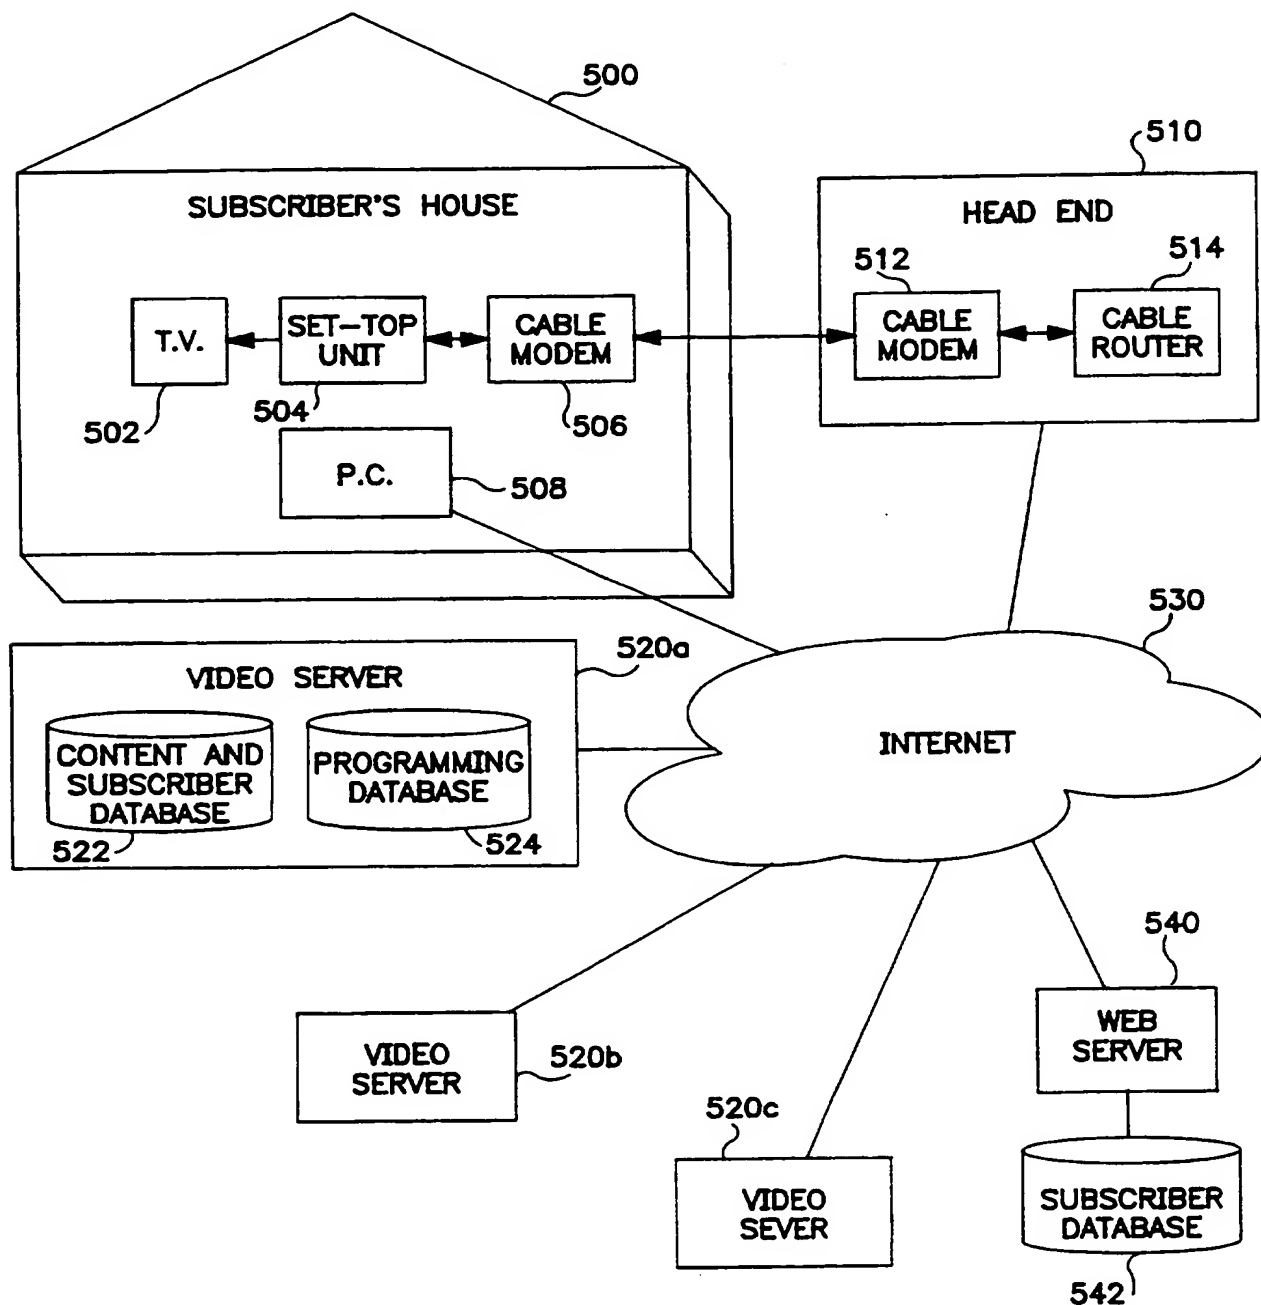 500
510
SUBSCRIBER'S HOUSE
HEAD END
512
514
T.V.
SET-TOP
UNIT
CABLE
MODEM
CABLE
MODEM
CABLE
ROUTER
502
504
506
P.C.
508
530
520a
VIDEO SERVER
CONTENT AND
SUBSCRIBER
DATABASE
PROGRAMMING
DATABASE
INTERNET
522
524
540
WEB
SERVER
VIDEO
SERVER
520b
520c
VIDEO
SEVER
SUBSCRIBER
DATABASE
542